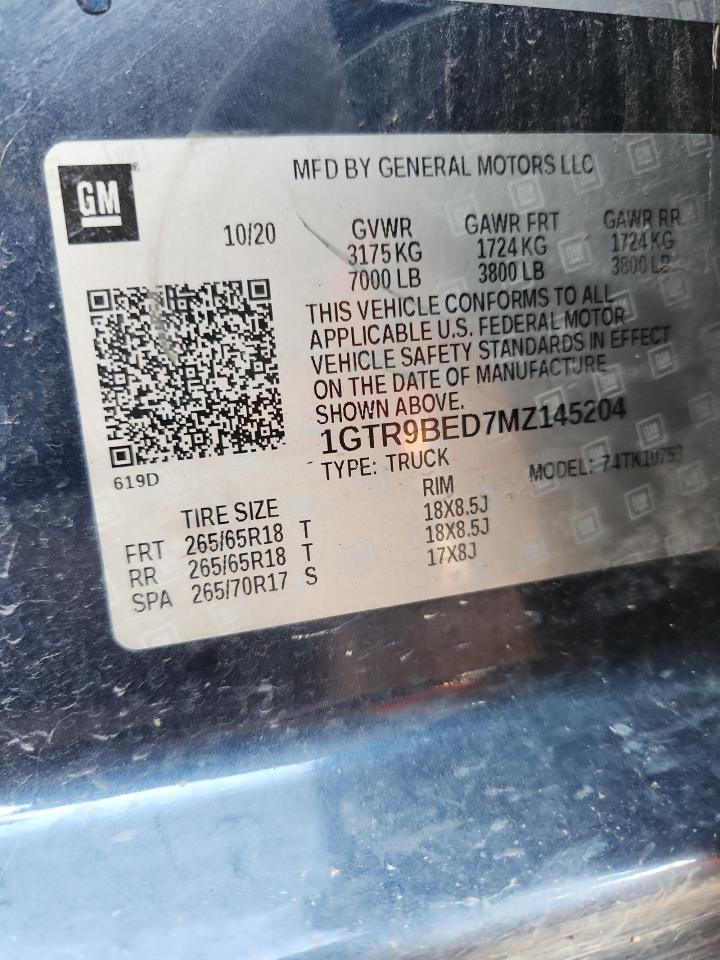 GM
MFD BY GENERAL MOTORS LLC
10/20 GVWR GAWR FRT GAWR RR
3175 KG 1724 KG 1724 KG
7000 LB 3800 LB 3800 LB
THIS VEHICLE CONFORMS TO ALL
APPLICABLE U.S. FEDERAL MOTOR
VEHICLE SAFETY STANDARDS IN EFFECT
ON THE DATE OF MANUFACTURE
SHOWN ABOVE.
1GTR9BED7MZ145204
619D
TYPE: TRUCK MODEL: 74TK10753
TIRE SIZE RIM
FRT 265/65R18 T 18X8.5J
RR 265/65R18 T 18X8.5J
SPA 265/70R17 S 17X8J